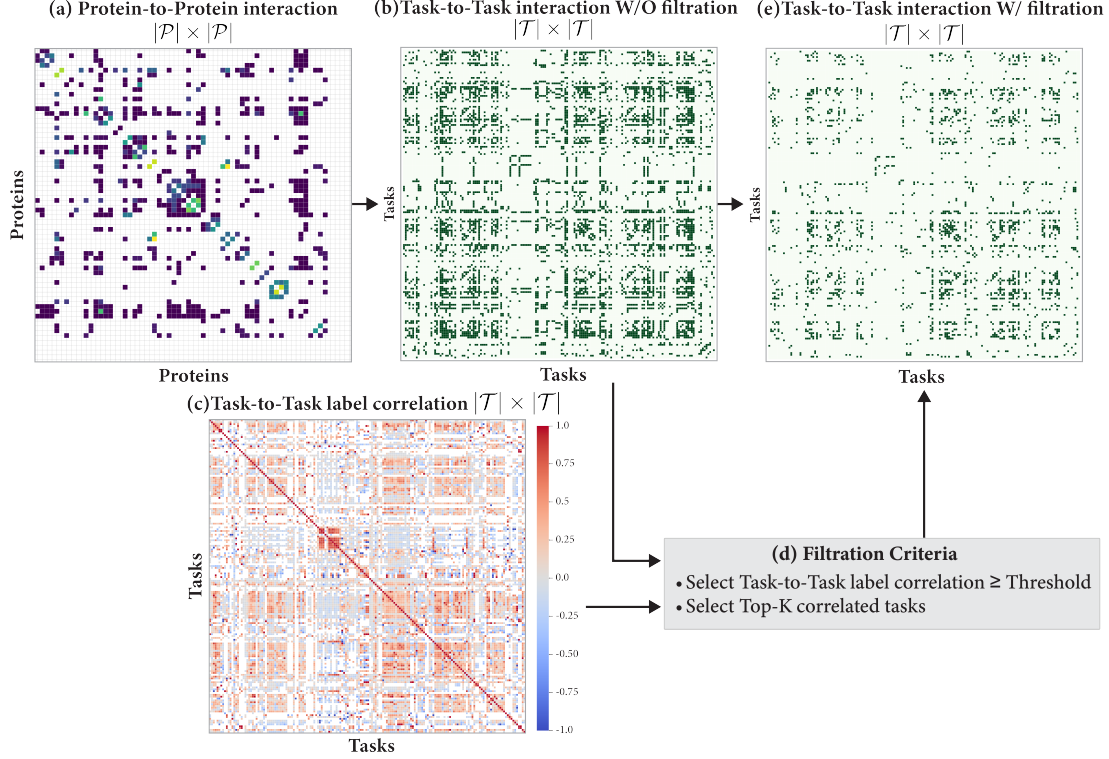 (a) Protein-to-Protein interaction
|𝒫| × |𝒫|
Proteins
Proteins
(b)Task-to-Task interaction W/O filtration
|𝒯| × |𝒯|
Tasks
Tasks
(e)Task-to-Task interaction W/ filtration
|𝒯| × |𝒯|
Tasks
Tasks
(c)Task-to-Task label correlation |𝒯| × |𝒯|
Tasks
Tasks
1.0
0.75
0.5
0.25
0.0
-0.25
-0.50
-0.75
-1.0
(d) Filtration Criteria
• Select Task-to-Task label correlation ≥ Threshold
• Select Top-K correlated tasks